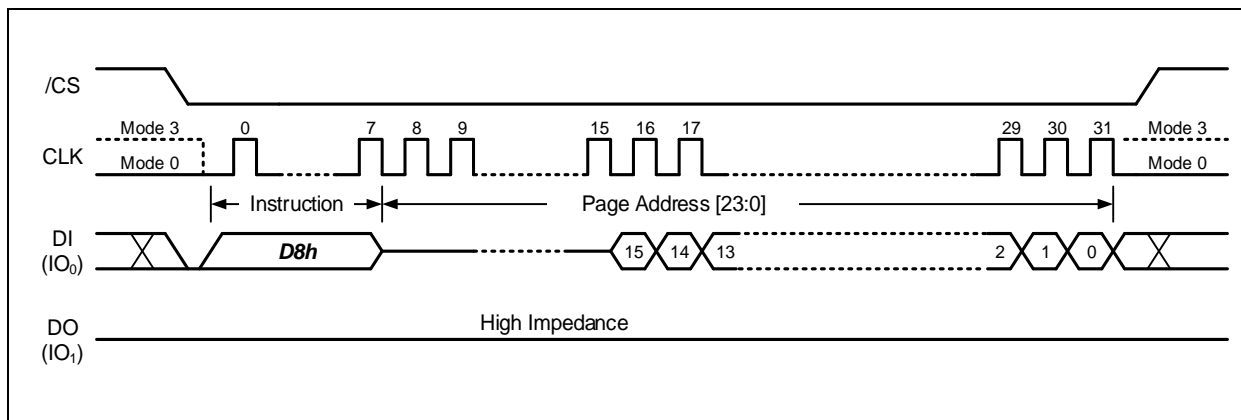 /CS
Mode 3 0 7 8 9 15 16 17 29 30 31 Mode 3
CLK
Mode 0 Mode 0
Instruction Page Address [23:0]
DI
(IO₀)
D8h 15 14 13 2 1 0
High Impedance
DO
(IO₁)